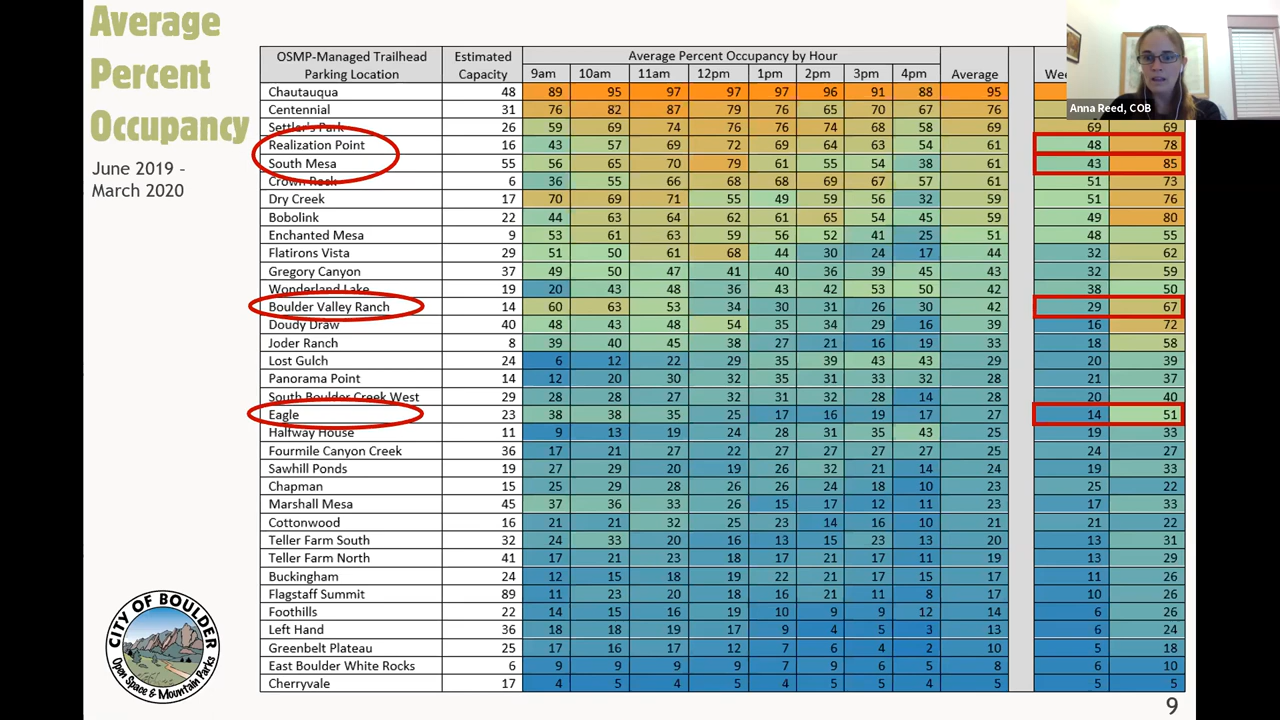 Average
Percent
Occupancy
June 2019 -
March 2020
OSMP-Managed Trailhead Estimated Average Percent Occupancy by Hour
Parking Location Capacity 9am 10am 11am 12pm 1pm 2pm 3pm 4pm Average
Chautauqua 48 89 95 97 97 97 96 91 88 95
Centennial 31 76 82 87 79 76 65 70 67 76
Settler's Park 26 59 69 74 76 76 74 68 58 69 69 69
Realization Point 16 43 57 69 72 69 64 63 54 61 48 78
South Mesa 55 56 65 70 79 61 55 54 38 61 43 85
Crown Rock 6 36 55 66 68 68 69 67 57 61 51 73
Dry Creek 17 70 69 71 55 49 59 56 32 59 51 76
Bobolink 22 44 63 64 62 61 65 54 45 59 49 80
Enchanted Mesa 9 53 61 63 59 56 52 41 25 51 48 55
Flatirons Vista 29 51 50 61 68 44 30 24 17 44 32 62
Gregory Canyon 37 49 50 47 41 40 36 39 45 43 32 59
Wonderland Lake 19 20 43 48 36 43 42 53 50 42 38 50
Boulder Valley Ranch 14 60 63 53 34 30 31 26 30 42 29 67
Doudy Draw 40 48 43 48 54 35 34 29 16 39 16 72
Joder Ranch 8 39 40 45 38 27 21 16 19 33 18 58
Lost Gulch 24 6 12 22 29 35 39 43 43 29 20 39
Panorama Point 14 12 20 30 32 35 31 33 32 28 21 37
South Boulder Creek West 29 28 28 27 32 31 32 28 14 28 20 40
Eagle 23 38 38 35 25 17 16 19 17 27 14 51
Halfway House 11 9 13 19 24 28 31 35 43 25 19 33
Fourmile Canyon Creek 36 17 21 27 22 27 27 27 27 25 24 27
Sawhill Ponds 19 27 29 20 19 26 32 21 14 24 19 33
Chapman 15 25 29 28 26 26 24 18 10 23 25 22
Marshall Mesa 45 37 36 33 26 15 17 12 11 23 17 33
Cottonwood 16 21 21 32 25 23 14 16 10 21 21 22
Teller Farm South 32 24 33 20 16 13 15 23 13 20 13 31
Teller Farm North 41 17 21 23 18 17 21 17 11 19 13 29
Buckingham 24 12 15 18 19 22 21 17 15 17 11 26
Flagstaff Summit 89 11 23 20 18 16 21 11 8 17 10 26
Foothills 22 14 15 16 19 10 9 9 12 14 6 26
Left Hand 36 18 18 19 17 9 4 5 3 13 6 24
Greenbelt Plateau 25 17 16 17 12 7 6 4 2 10 5 18
East Boulder White Rocks 6 9 9 9 9 7 9 6 5 8 6 10
Cherryvale 17 4 5 4 5 4 4 5 4 5 5 5
Anna Reed, COB
CITY OF BOULDER
Open Space & Mountain Parks
9